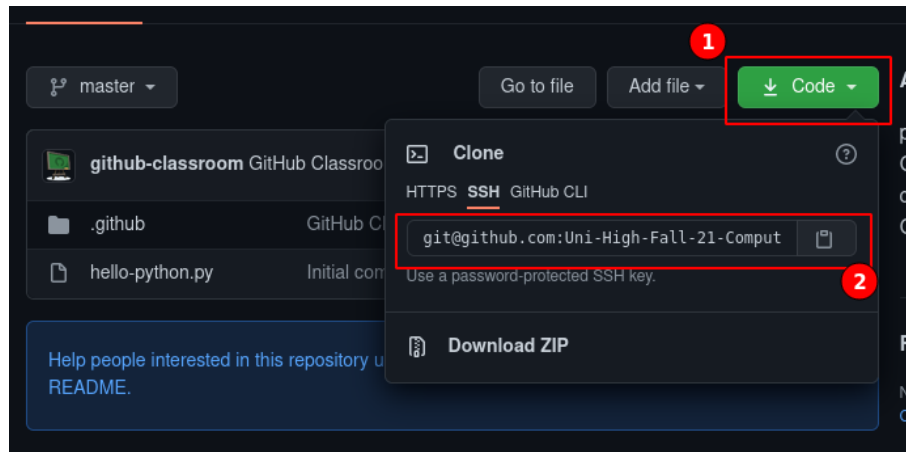 1
master
Go to file
Add file
Code
github-classroom GitHub Classroo
Clone
HTTPS SSH GitHub CLI
.github
GitHub Cl
git@github.com:Uni-High-Fall-21-Comput
hello-python.py
Initial com
Use a password-protected SSH key.
2
Download ZIP
Help people interested in this repository u
README.